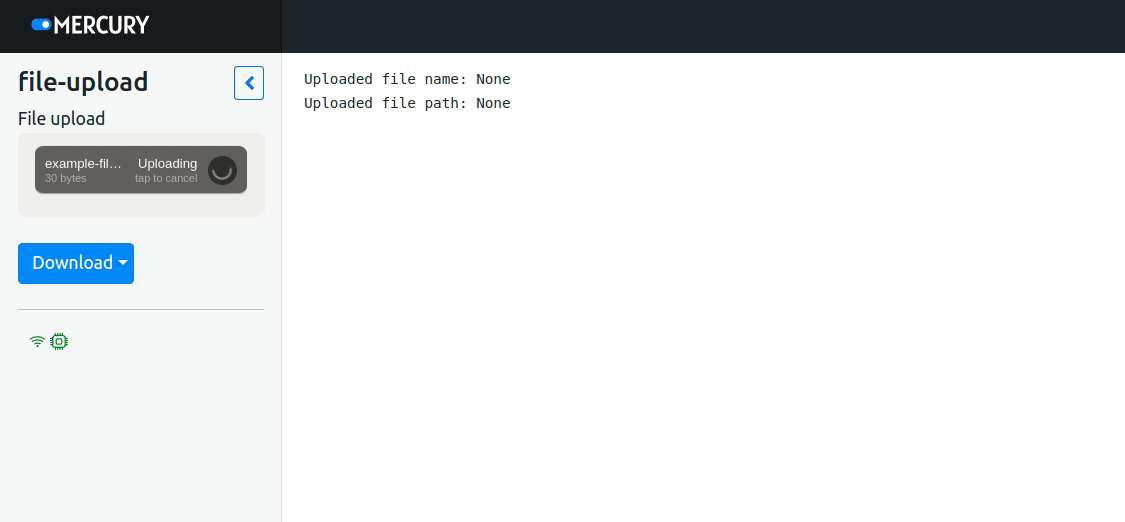 MERCURY
file-upload
File upload
example-fil... Uploading
30 bytes tap to cancel
Download
Uploaded file name: None
Uploaded file path: None